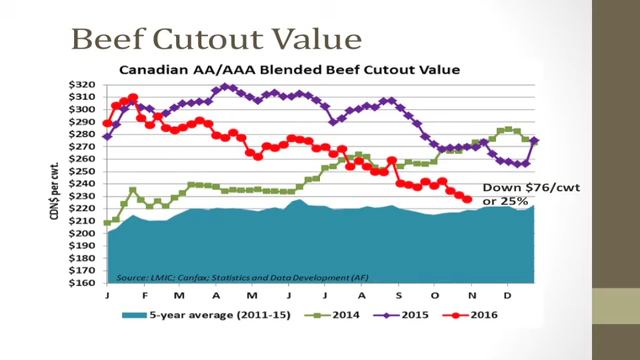 Beef Cutout Value
Canadian AA/AAA Blended Beef Cutout Value
$320
$310
$300
$290
$280
$270
$260
$250
$240
$230
$220
$210
$200
$190
$180
$170
$160
CDN$ per cwt.
Down $76/cwt
or 25%
Source: LMIC; Canfax; Statistics and Data Development (AF)
J F M A M J J A S O N D
5-year average (2011-15) 2014 2015 2016